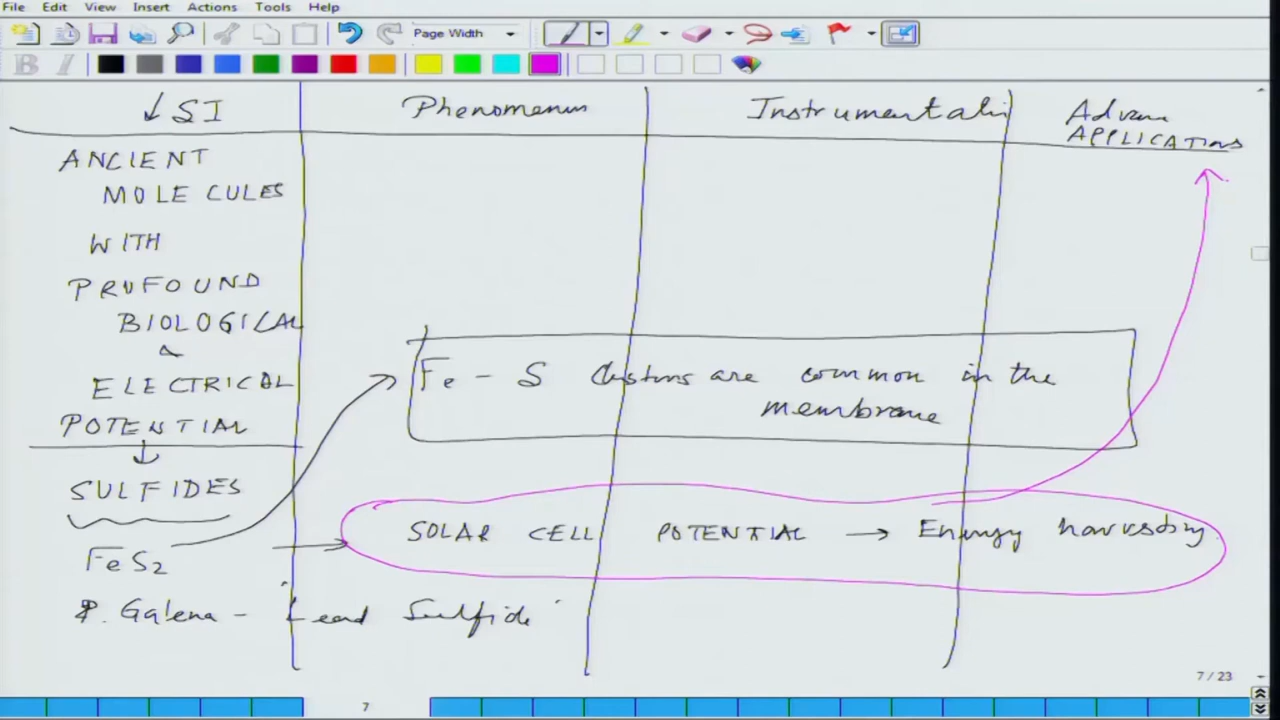 File Edit View Insert Actions Tools Help
Page Width
B I
↓ SI Phenomenon Instrumentati Advan
APPLICATIONS
ANCIENT
MOLECULES
WITH
PROFOUND
BIOLOGICAL
&
ELECTRICAL
POTENTIAL
↓
SULFIDES
FeS2
Fe - S clusters are common in the
membrane
SOLAR CELL POTENTIAL → Energy harvesting
Galena - Lead Sulfide
7 / 23
7